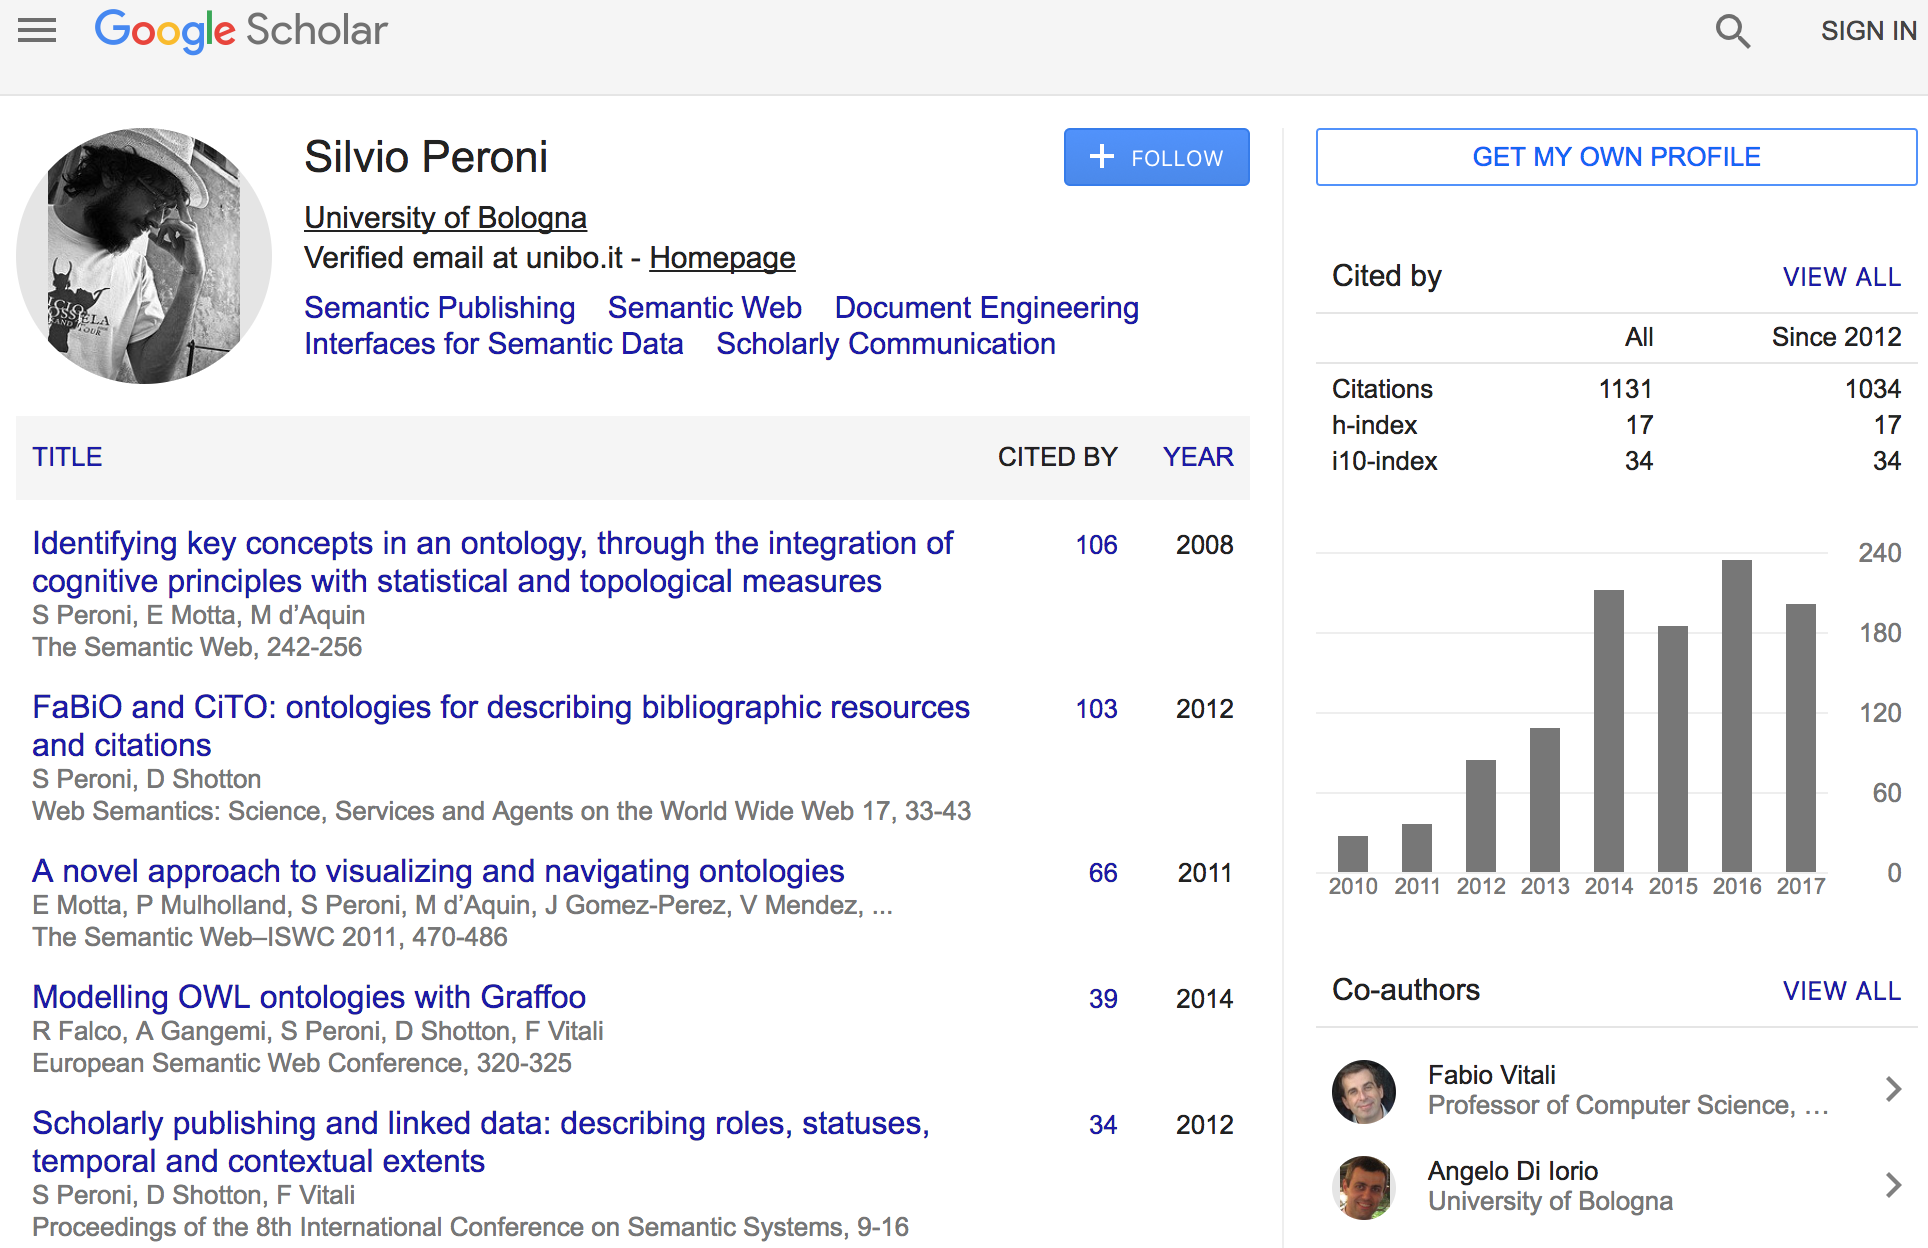 Google Scholar
SIGN IN
Silvio Peroni
FOLLOW
University of Bologna
Verified email at unibo.it - Homepage
Semantic Publishing Semantic Web Document Engineering
Interfaces for Semantic Data Scholarly Communication
TITLE CITED BY YEAR
Identifying key concepts in an ontology, through the integration of 106 2008
cognitive principles with statistical and topological measures
S Peroni, E Motta, M d’Aquin
The Semantic Web, 242-256
FaBiO and CiTO: ontologies for describing bibliographic resources 103 2012
and citations
S Peroni, D Shotton
Web Semantics: Science, Services and Agents on the World Wide Web 17, 33-43
A novel approach to visualizing and navigating ontologies 66 2011
E Motta, P Mulholland, S Peroni, M d’Aquin, J Gomez-Perez, V Mendez, ...
The Semantic Web–ISWC 2011, 470-486
Modelling OWL ontologies with Graffoo 39 2014
R Falco, A Gangemi, S Peroni, D Shotton, F Vitali
European Semantic Web Conference, 320-325
Scholarly publishing and linked data: describing roles, statuses, 34 2012
temporal and contextual extents
S Peroni, D Shotton, F Vitali
Proceedings of the 8th International Conference on Semantic Systems, 9-16
GET MY OWN PROFILE
Cited by VIEW ALL
All Since 2012
Citations 1131 1034
h-index 17 17
i10-index 34 34
240
180
120
60
0
2010 2011 2012 2013 2014 2015 2016 2017
Co-authors VIEW ALL
Fabio Vitali
Professor of Computer Science, ...
Angelo Di Iorio
University of Bologna